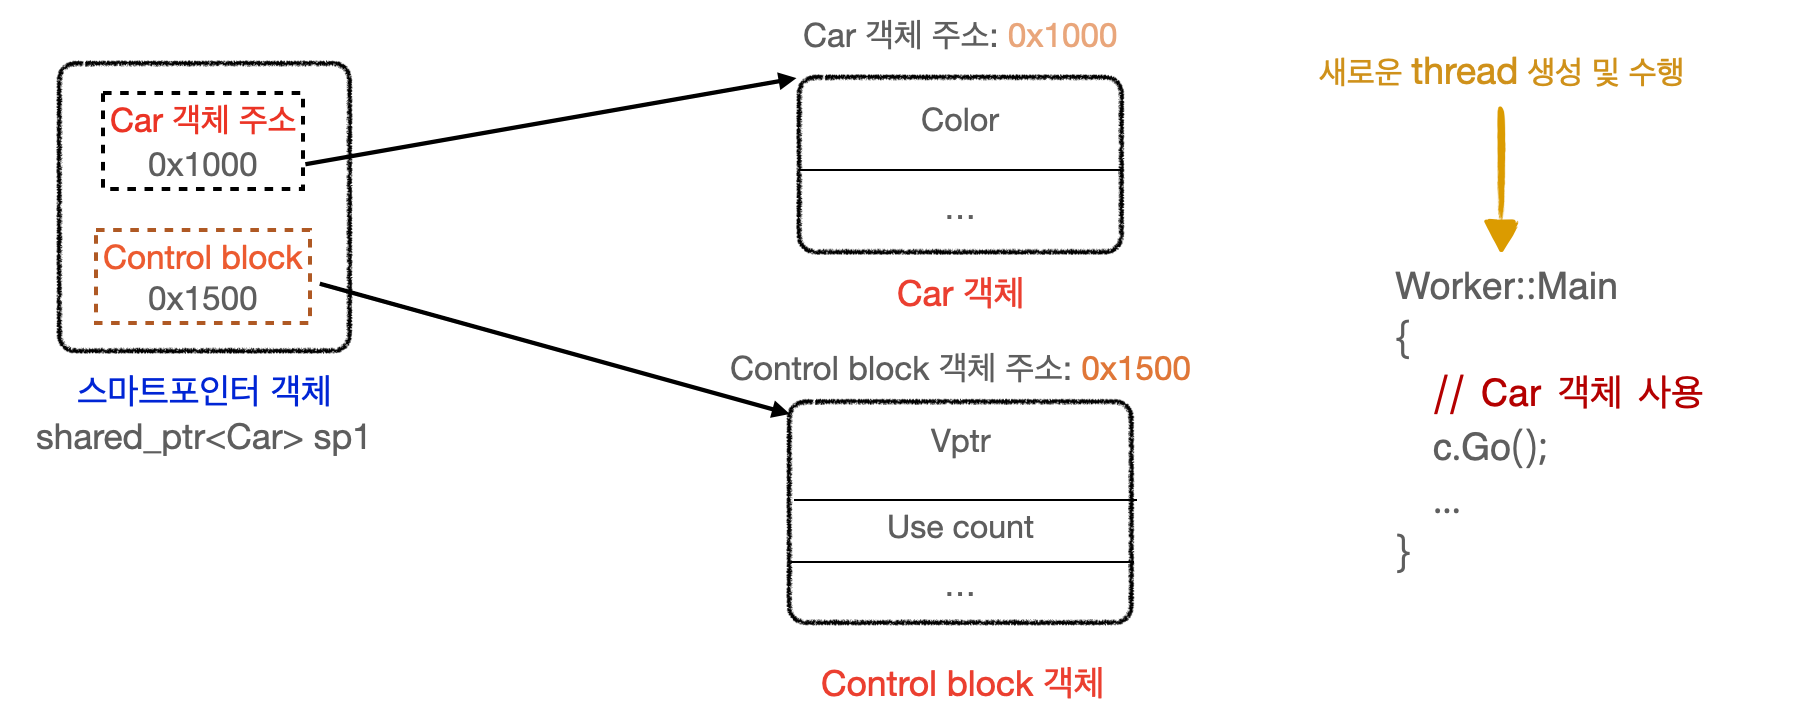 Car 객체 주소
0x1000
Control block
0x1500
스마트포인터 객체
shared_ptr<Car> sp1
Car 객체 주소: 0x1000
Color
...
Car 객체
Control block 객체 주소: 0x1500
Vptr
Use count
...
Control block 객체
새로운 thread 생성 및 수행
Worker::Main
{
// Car 객체 사용
c.Go();
...
}